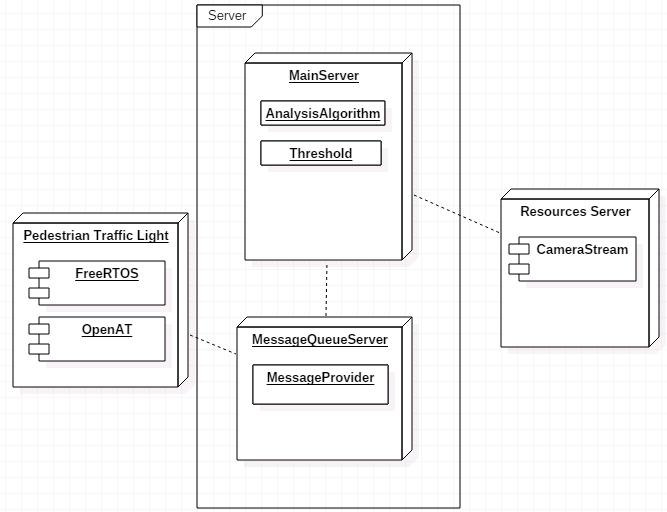 Server
MainServer
AnalysisAlgorithm
Threshold
Pedestrian Traffic Light
FreeRTOS
OpenAT
MessageQueueServer
MessageProvider
Resources Server
CameraStream